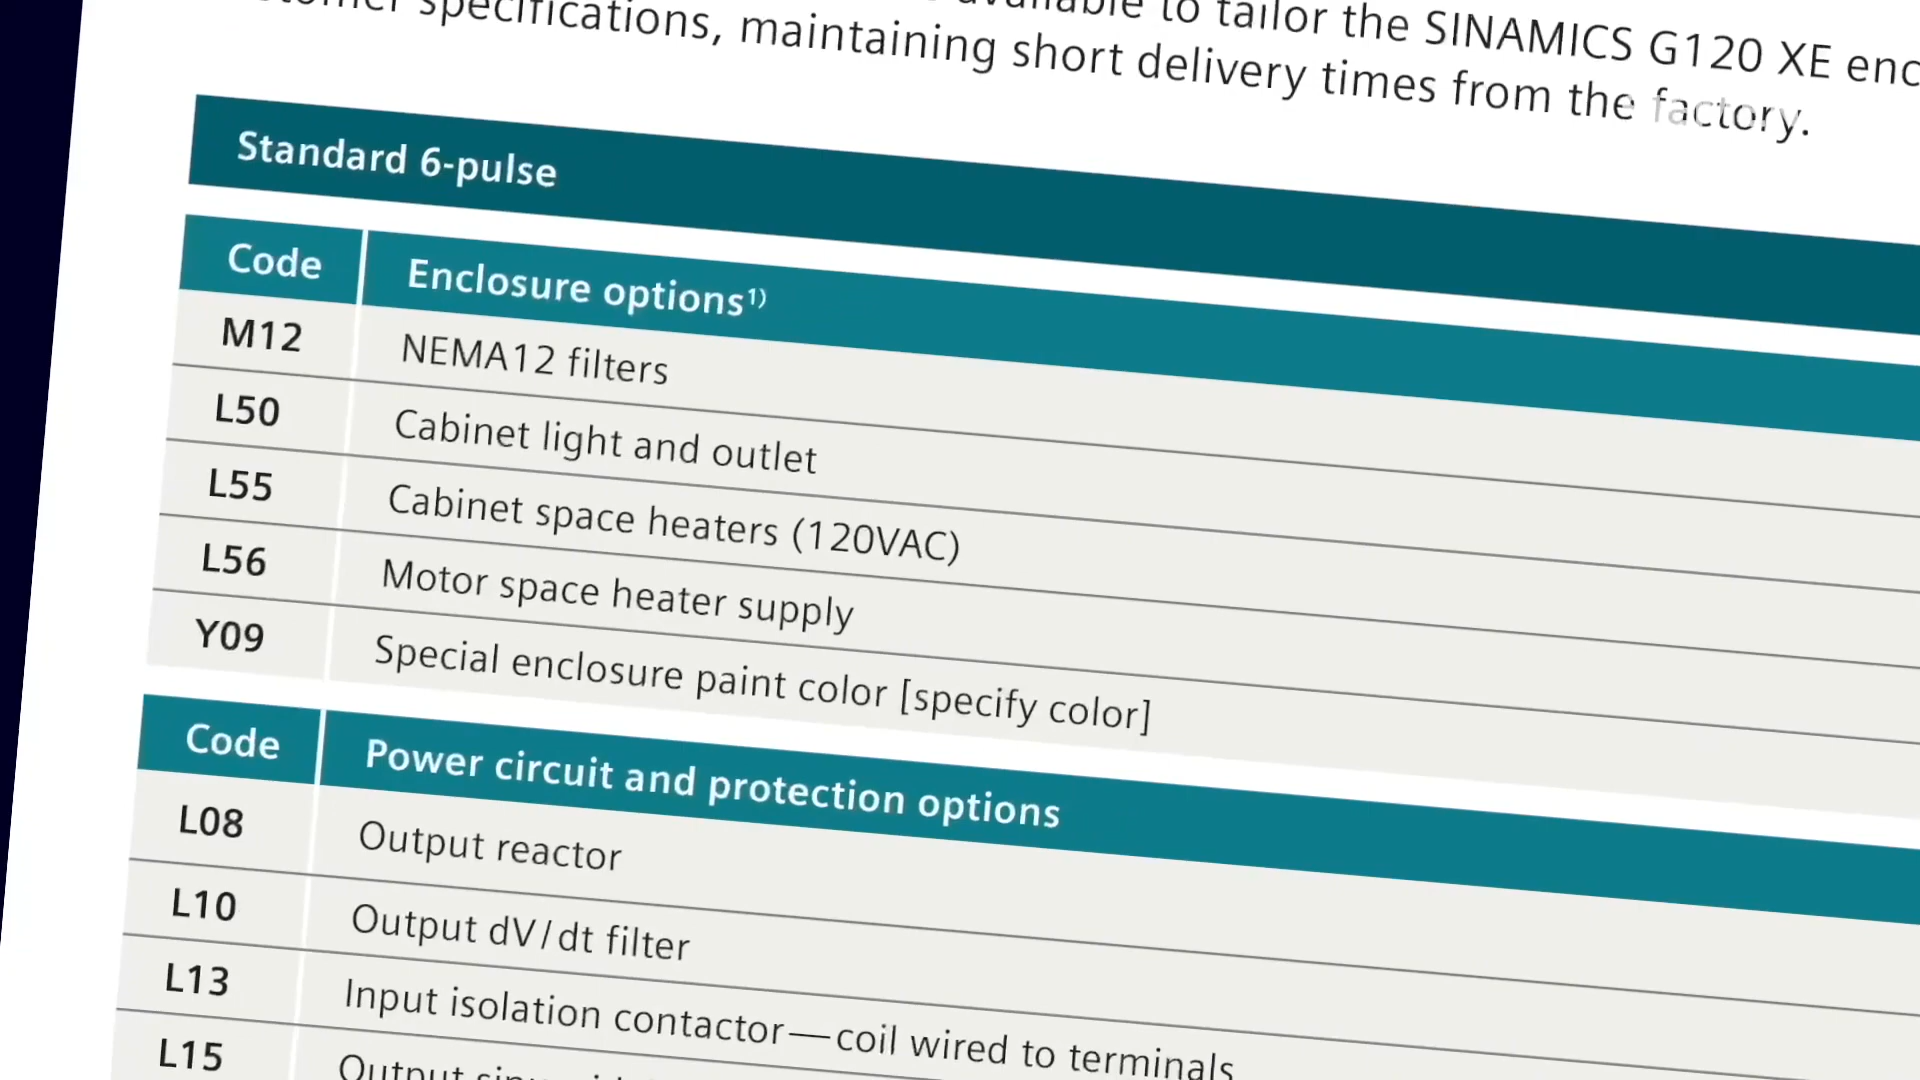 to tailor the SINAMICS G120 XE
specifications, maintaining short delivery times from the factory.
Standard 6-pulse
Code Enclosure options¹⁾
M12 NEMA12 filters
L50 Cabinet light and outlet
L55 Cabinet space heaters (120VAC)
L56 Motor space heater supply
Y09 Special enclosure paint color [specify color]
Code Power circuit and protection options
L08 Output reactor
L10 Output dV/dt filter
L13 Input isolation contactor—coil wired to terminals
L15 Output